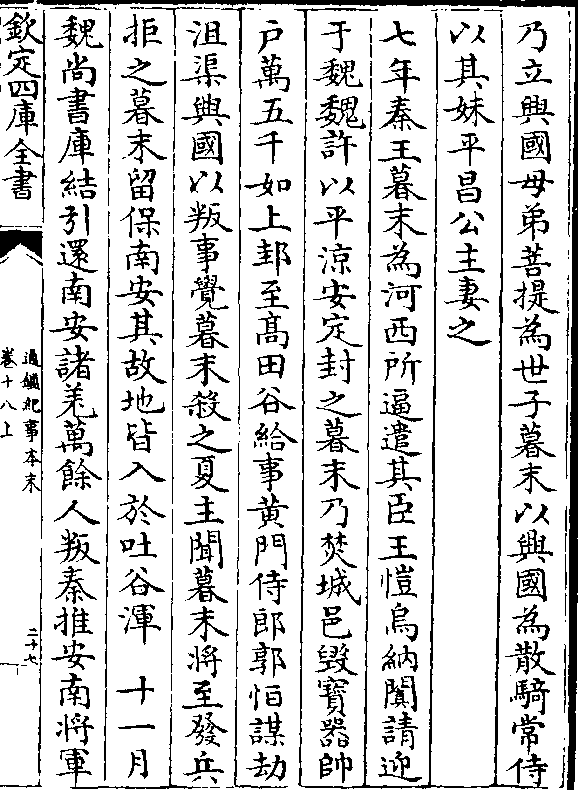 乃立興國母弟菩提為世子暮末以興國為散騎常侍
以其妹平昌公主妻之
七年秦王暮末為河西所逼遣其臣王愷烏納闐請迎
于魏魏許以平涼安定封之暮末乃焚城邑毀寶器帥
户萬五千如上邽至髙田谷給事黄門侍郎郭怕謀劫
沮渠興國以叛事覺暮末殺之夏主聞暮末將至發兵
拒之暮末留保南安其故地皆入於吐谷渾　十一月
魏尚書庫結引還南安諸羌萬餘人叛秦推安南將軍
欽定四庫全書
通鑑紀事本末
卷十八上
二十七